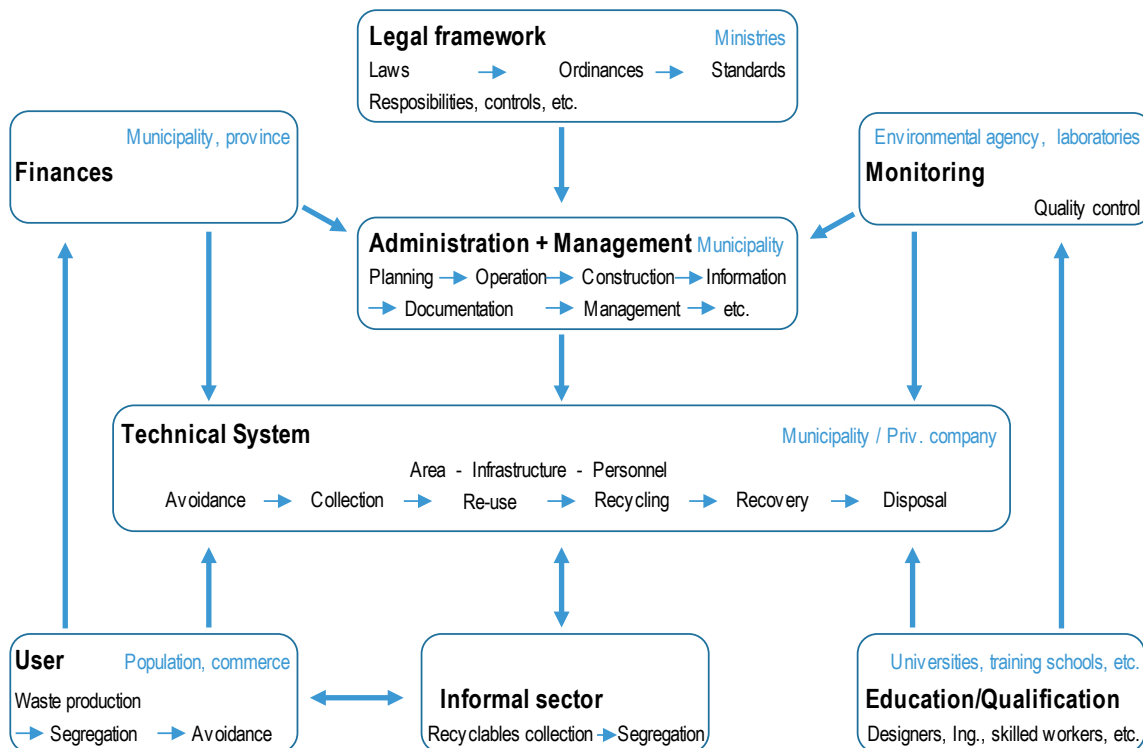 Legal framework Ministries
Laws Ordinances Standards
Resposibilities, controls, etc.
Municipality, province
Finances
Environmental agency, laboratories
Monitoring
Quality control
Administration + Management Municipality
Planning Operation Construction Information
Documentation Management etc.
Technical System Municipality / Priv. company
Area - Infrastructure - Personnel
Avoidance Collection Re-use Recycling Recovery Disposal
User Population, commerce
Waste production
Segregation Avoidance
Informal sector
Recyclables collection Segregation
Universities, training schools, etc.
Education/Qualification
Designers, Ing., skilled workers, etc.